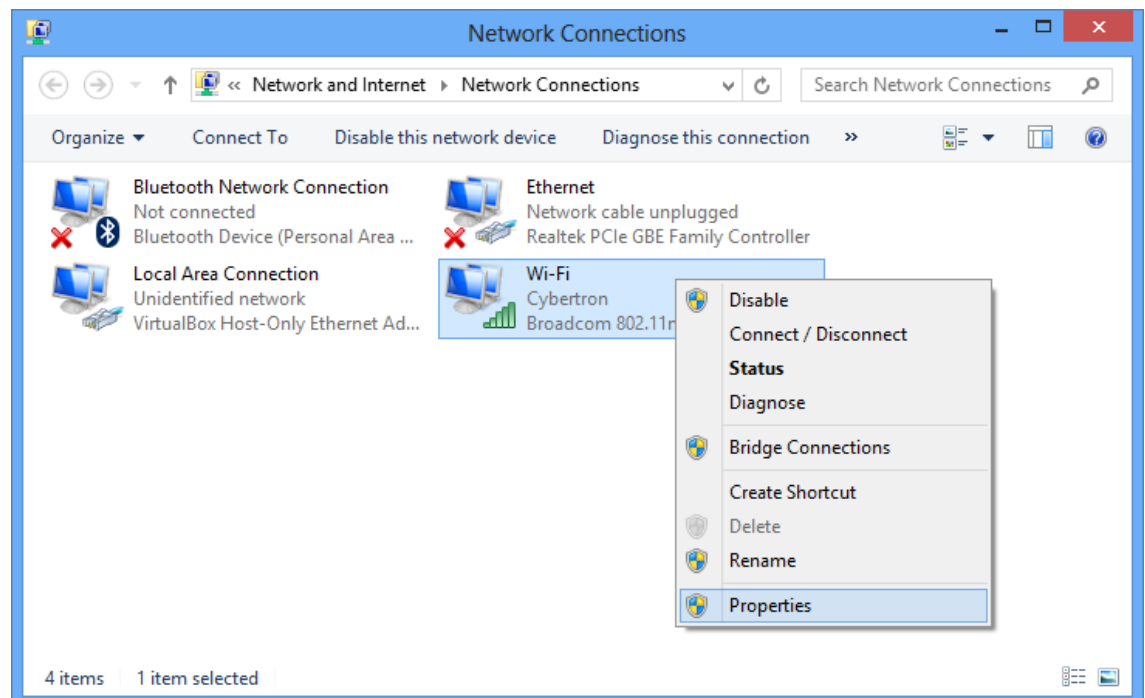 Network Connections
« Network and Internet Network Connections
Search Network Connections
Organize Connect To Disable this network device Diagnose this connection »
Bluetooth Network Connection
Not connected
Bluetooth Device (Personal Area ...
Ethernet
Network cable unplugged
Realtek PCIe GBE Family Controller
Local Area Connection
Unidentified network
VirtualBox Host-Only Ethernet Ad...
Wi-Fi
Cybertron
Broadcom 802.11n
Disable
Connect / Disconnect
Status
Diagnose
Bridge Connections
Create Shortcut
Delete
Rename
Properties
4 items 1 item selected